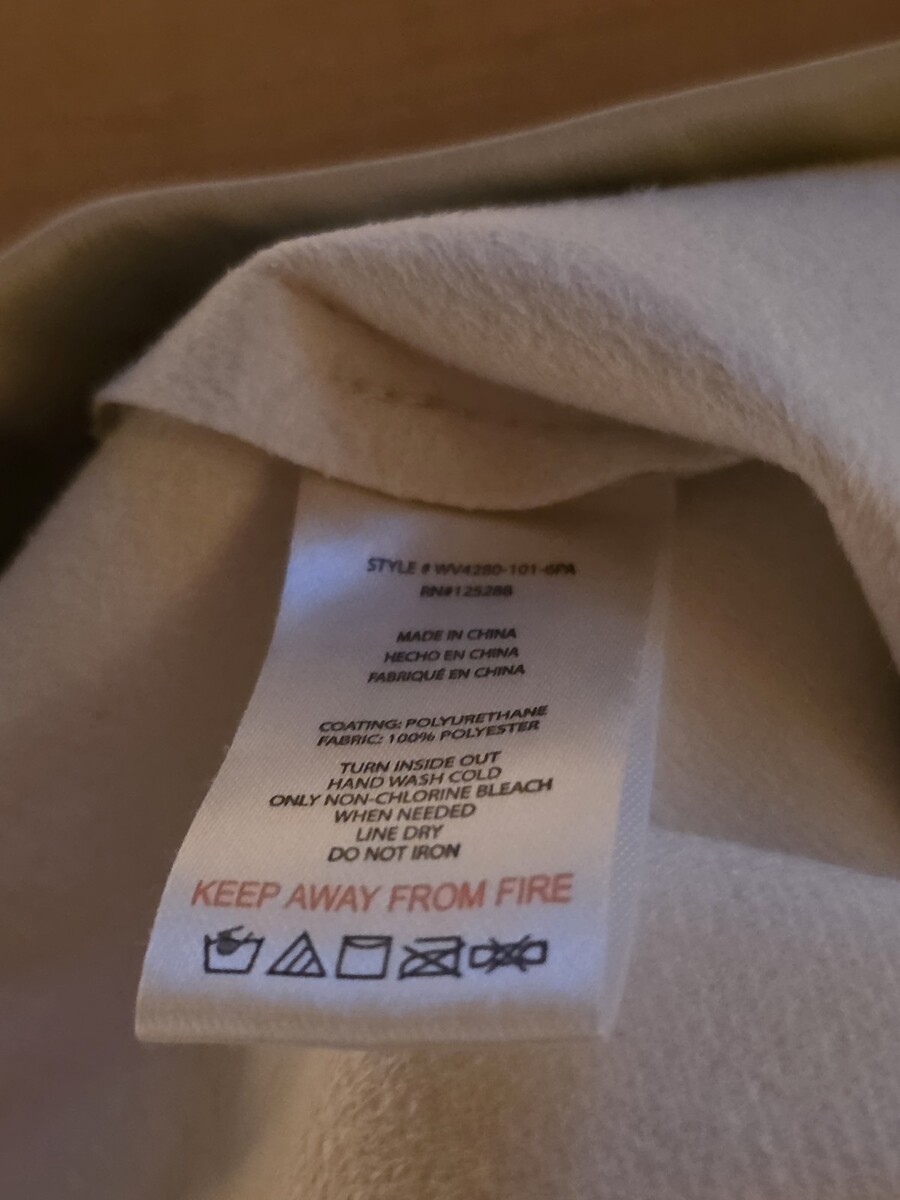 STYLE # WV4280-101-6PA
RN#125288
MADE IN CHINA
HECHO EN CHINA
FABRIQUÉ EN CHINA
COATING: POLYURETHANE
FABRIC: 100% POLYESTER
TURN INSIDE OUT
HAND WASH COLD
ONLY NON-CHLORINE BLEACH
WHEN NEEDED
LINE DRY
DO NOT IRON
KEEP AWAY FROM FIRE